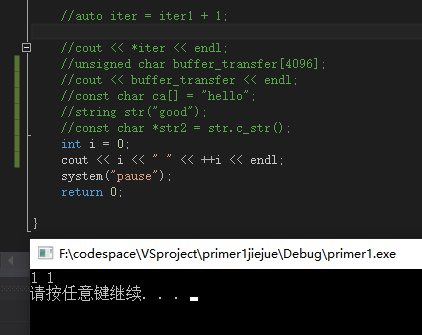 //auto iter = iter1 + 1;
//cout << *iter << endl;
//unsigned char buffer_transfer[4096];
//cout << buffer_transfer << endl;
//const char ca[] = "hello";
//string str("good");
//const char *str2 = str.c_str();
int i = 0;
cout << i << " " << ++i << endl;
system("pause");
return 0;
}
F:\codespace\VSproject\primer1jiejue\Debug\primer1.exe
1 1
请按任意键继续. . .